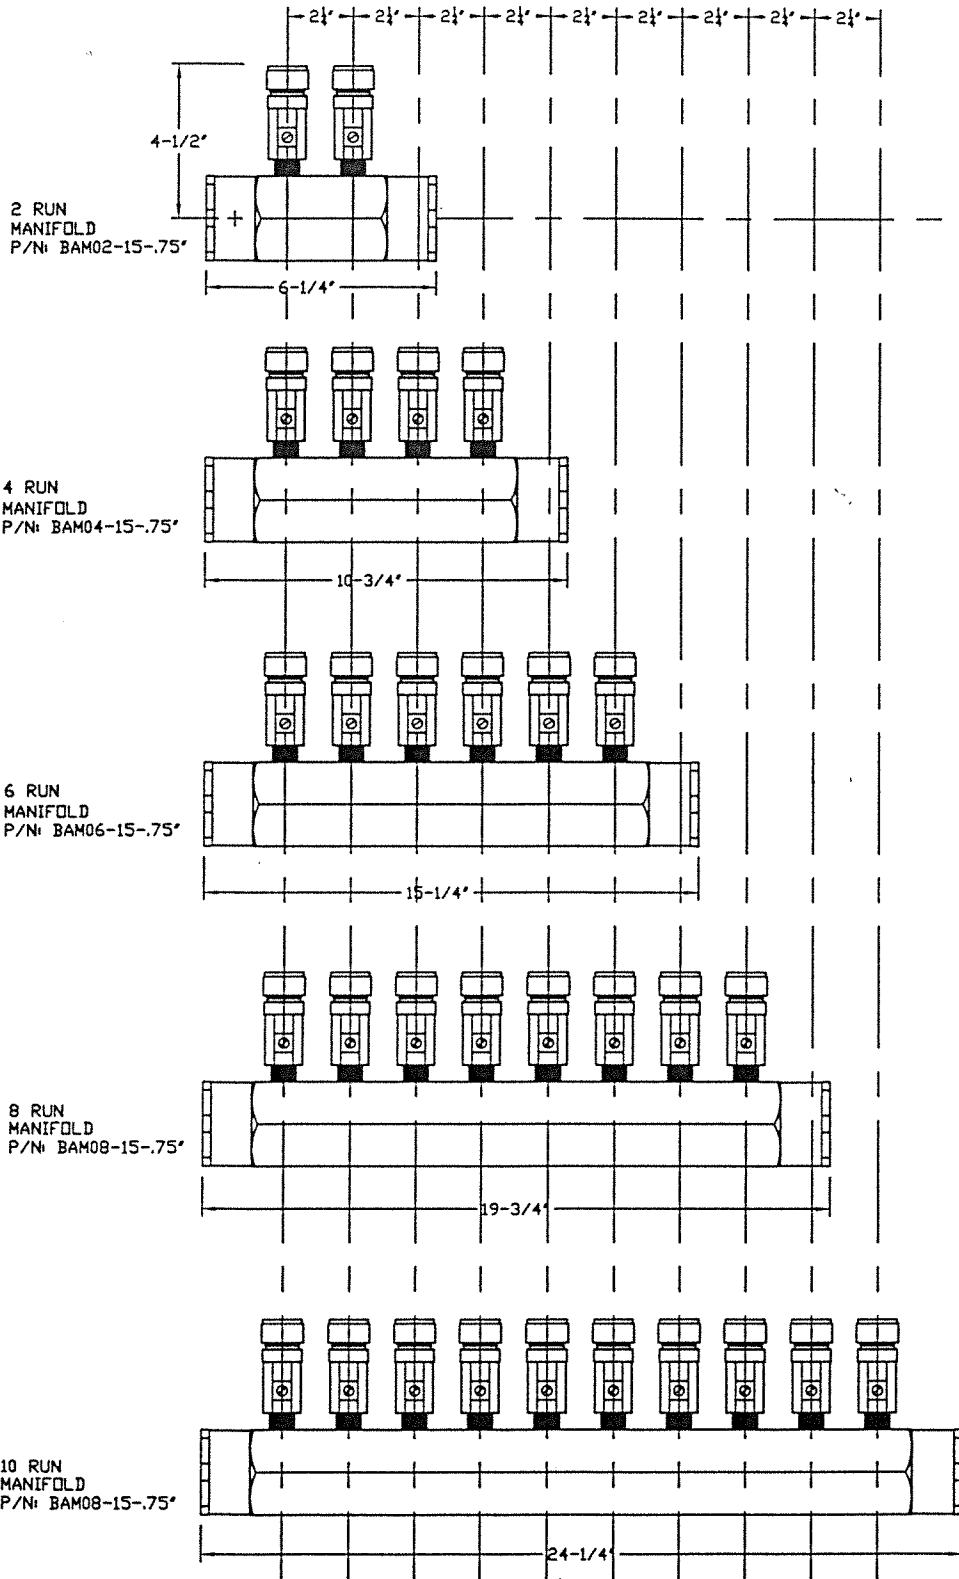 2¼" 2¼" 2¼" 2¼" 2¼" 2¼" 2¼" 2¼" 2¼"
4-1/2"
2 RUN
MANIFOLD
P/N: BAM02-15-.75"
6-1/4"
4 RUN
MANIFOLD
P/N: BAM04-15-.75"
10-3/4"
6 RUN
MANIFOLD
P/N: BAM06-15-.75"
15-1/4"
8 RUN
MANIFOLD
P/N: BAM08-15-.75"
19-3/4"
10 RUN
MANIFOLD
P/N: BAM08-15-.75"
24-1/4"